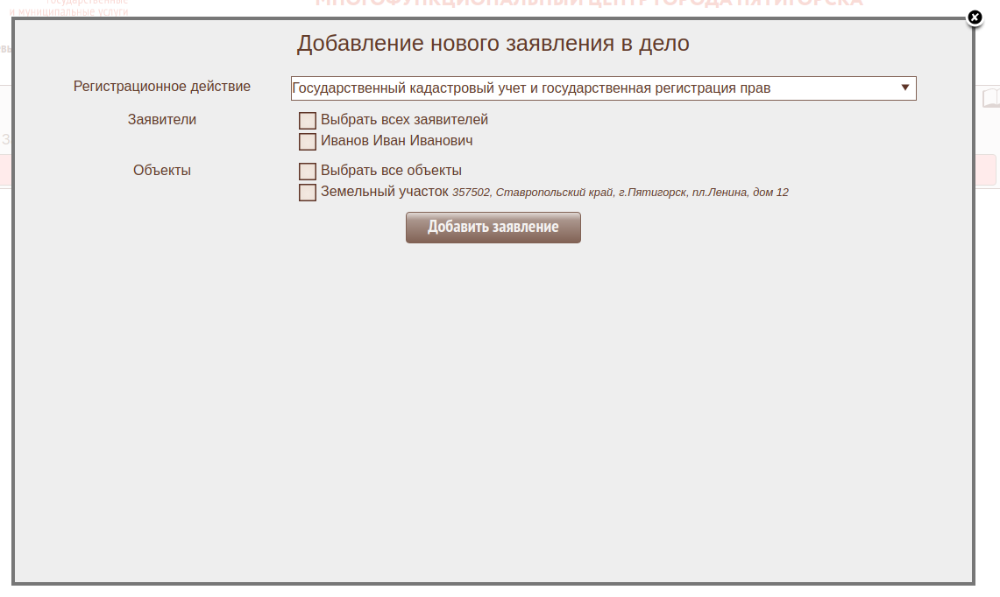 государственные
и муниципальные услуги
МНОГОФУНКЦИОНАЛЬНЫЙ ЦЕНТР ГОРОДА ПЯТИГОРСКА
Добавление нового заявления в дело
Регистрационное действие
Государственный кадастровый учет и государственная регистрация прав
Заявители
Выбрать всех заявителей
Иванов Иван Иванович
Объекты
Выбрать все объекты
Земельный участок 357502, Ставропольский край, г.Пятигорск, пл.Ленина, дом 12
Добавить заявление